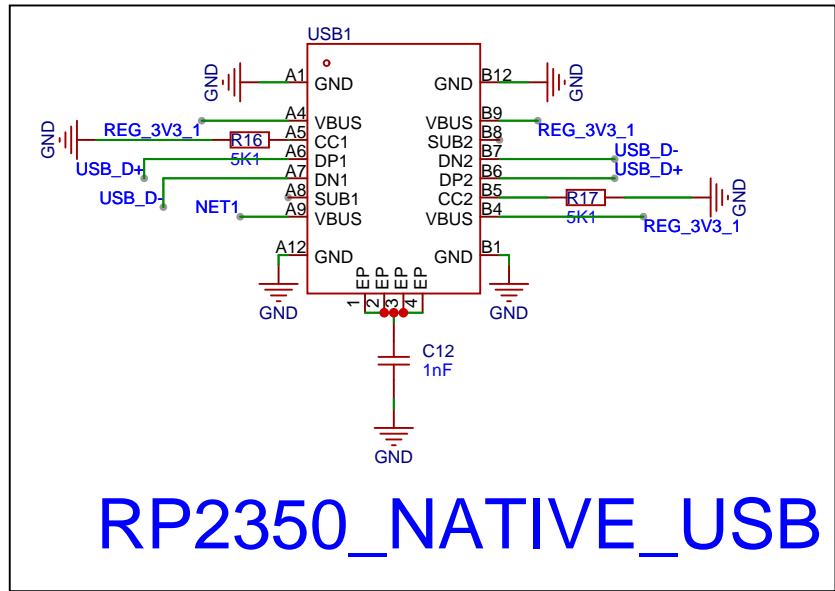 USB1
GND
A1
GND
GND
B12
GND
A4
VBUS
VBUS
B9
REG_3V3_1
REG_3V3_1
GND
R16
5K1
A5
CC1
SUB2
B8
USB_D+
A6
DP1
DN2
B7
USB_D-
USB_D-
A7
DN1
DP2
B6
USB_D+
A8
SUB1
CC2
B5
R17
5K1
GND
NET1
A9
VBUS
VBUS
B4
REG_3V3_1
A12
GND
GND
B1
EP
EP
EP
EP
1
2
3
4
GND
GND
C12
1nF
GND
RP2350_NATIVE_USB